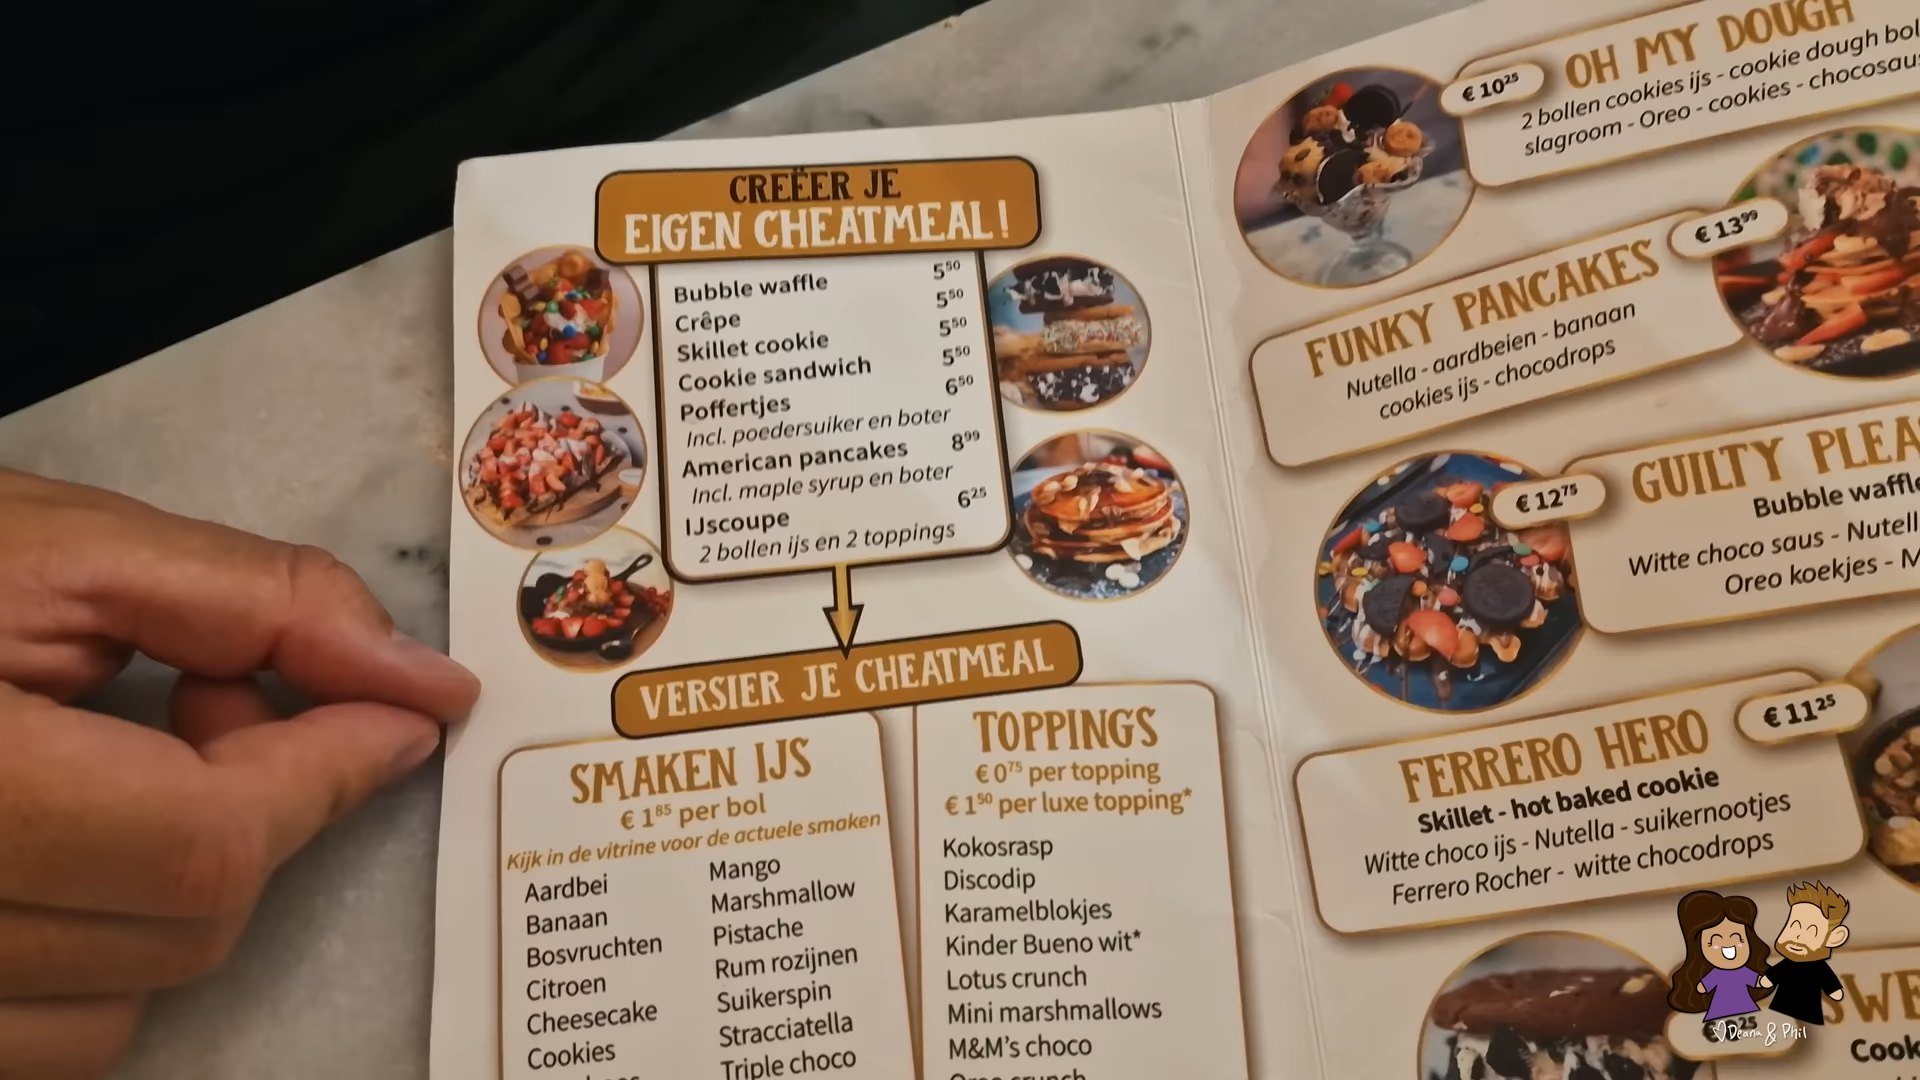 CREËER JE
EIGEN CHEATMEAL!
Bubble waffle 5⁵⁰
Crêpe 5⁵⁰
Skillet cookie 5⁵⁰
Cookie sandwich 5⁵⁰
Poffertjes 6⁵⁰
Incl. poedersuiker en boter
American pancakes 8⁹⁹
Incl. maple syrup en boter
IJscoupe 6²⁵
2 bollen ijs en 2 toppings
VERSIER JE CHEATMEAL
SMAKEN IJS
€ 1⁸⁵ per bol
Kijk in de vitrine voor de actuele smaken
Aardbei
Banaan
Bosvruchten
Citroen
Cheesecake
Cookies
Mango
Marshmallow
Pistache
Rum rozijnen
Suikerspin
Stracciatella
Triple choco
TOPPINGS
€ 0⁷⁵ per topping
€ 1⁵⁰ per luxe topping*
Kokosrasp
Discodip
Karamelblokjes
Kinder Bueno wit*
Lotus crunch
Mini marshmallows
M&M's choco
Oreo crunch
€ 10²⁵
OH MY DOUGH
2 bollen cookies ijs - cookie dough bol
slagroom - Oreo - cookies - chocosaus
€ 13⁹⁹
FUNKY PANCAKES
Nutella - aardbeien - banaan
cookies ijs - chocodrops
€ 12⁷⁵
GUILTY PLEA
Bubble waffle
Witte choco saus - Nutell
Oreo koekjes - M
€ 11²⁵
FERRERO HERO
Skillet - hot baked cookie
Witte choco ijs - Nutella - suikernootjes
Ferrero Rocher - witte chocodrops
SWE
Cook
Deana & Phil